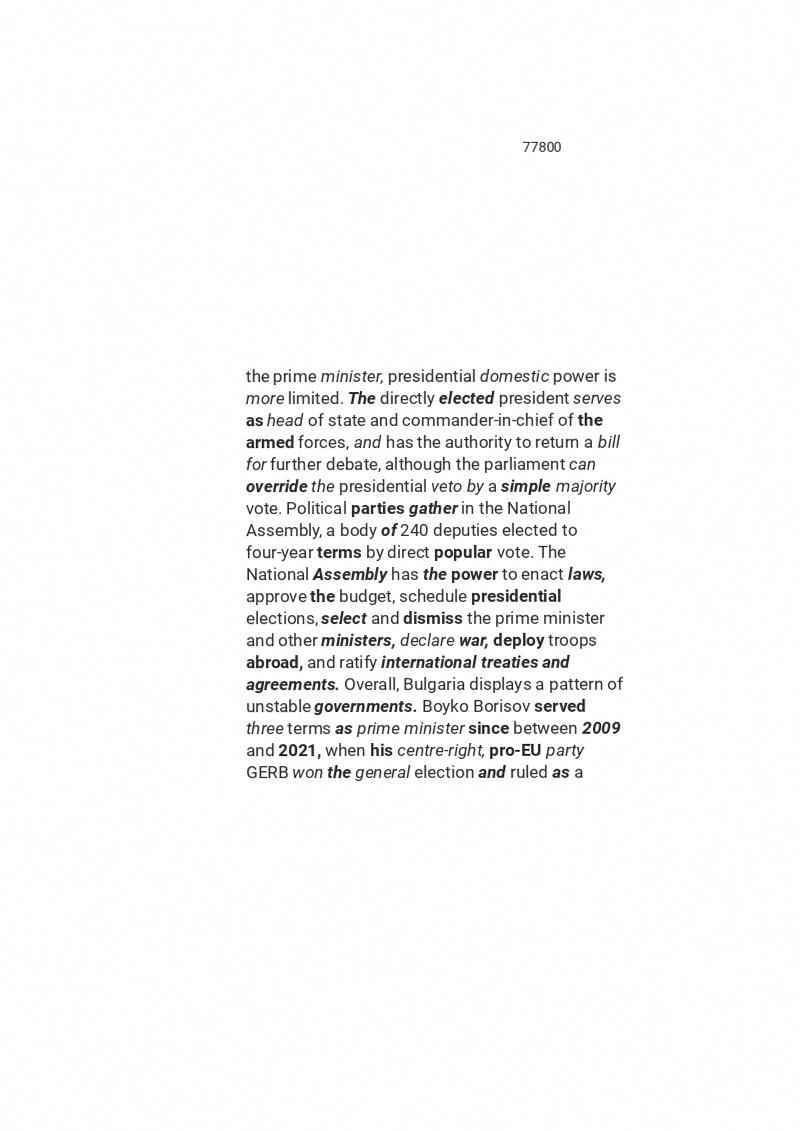 77800
the prime minister, presidential domestic power is
more limited. The directly elected president serves
as head of state and commander-in-chief of the
armed forces, and has the authority to return a bill
for further debate, although the parliament can
override the presidential veto by a simple majority
vote. Political parties gather in the National
Assembly, a body of 240 deputies elected to
four-year terms by direct popular vote. The
National Assembly has the power to enact laws,
approve the budget, schedule presidential
elections, select and dismiss the prime minister
and other ministers, declare war, deploy troops
abroad, and ratify international treaties and
agreements. Overall, Bulgaria displays a pattern of
unstable governments. Boyko Borisov served
three terms as prime minister since between 2009
and 2021, when his centre-right, pro-EU party
GERB won the general election and ruled as a